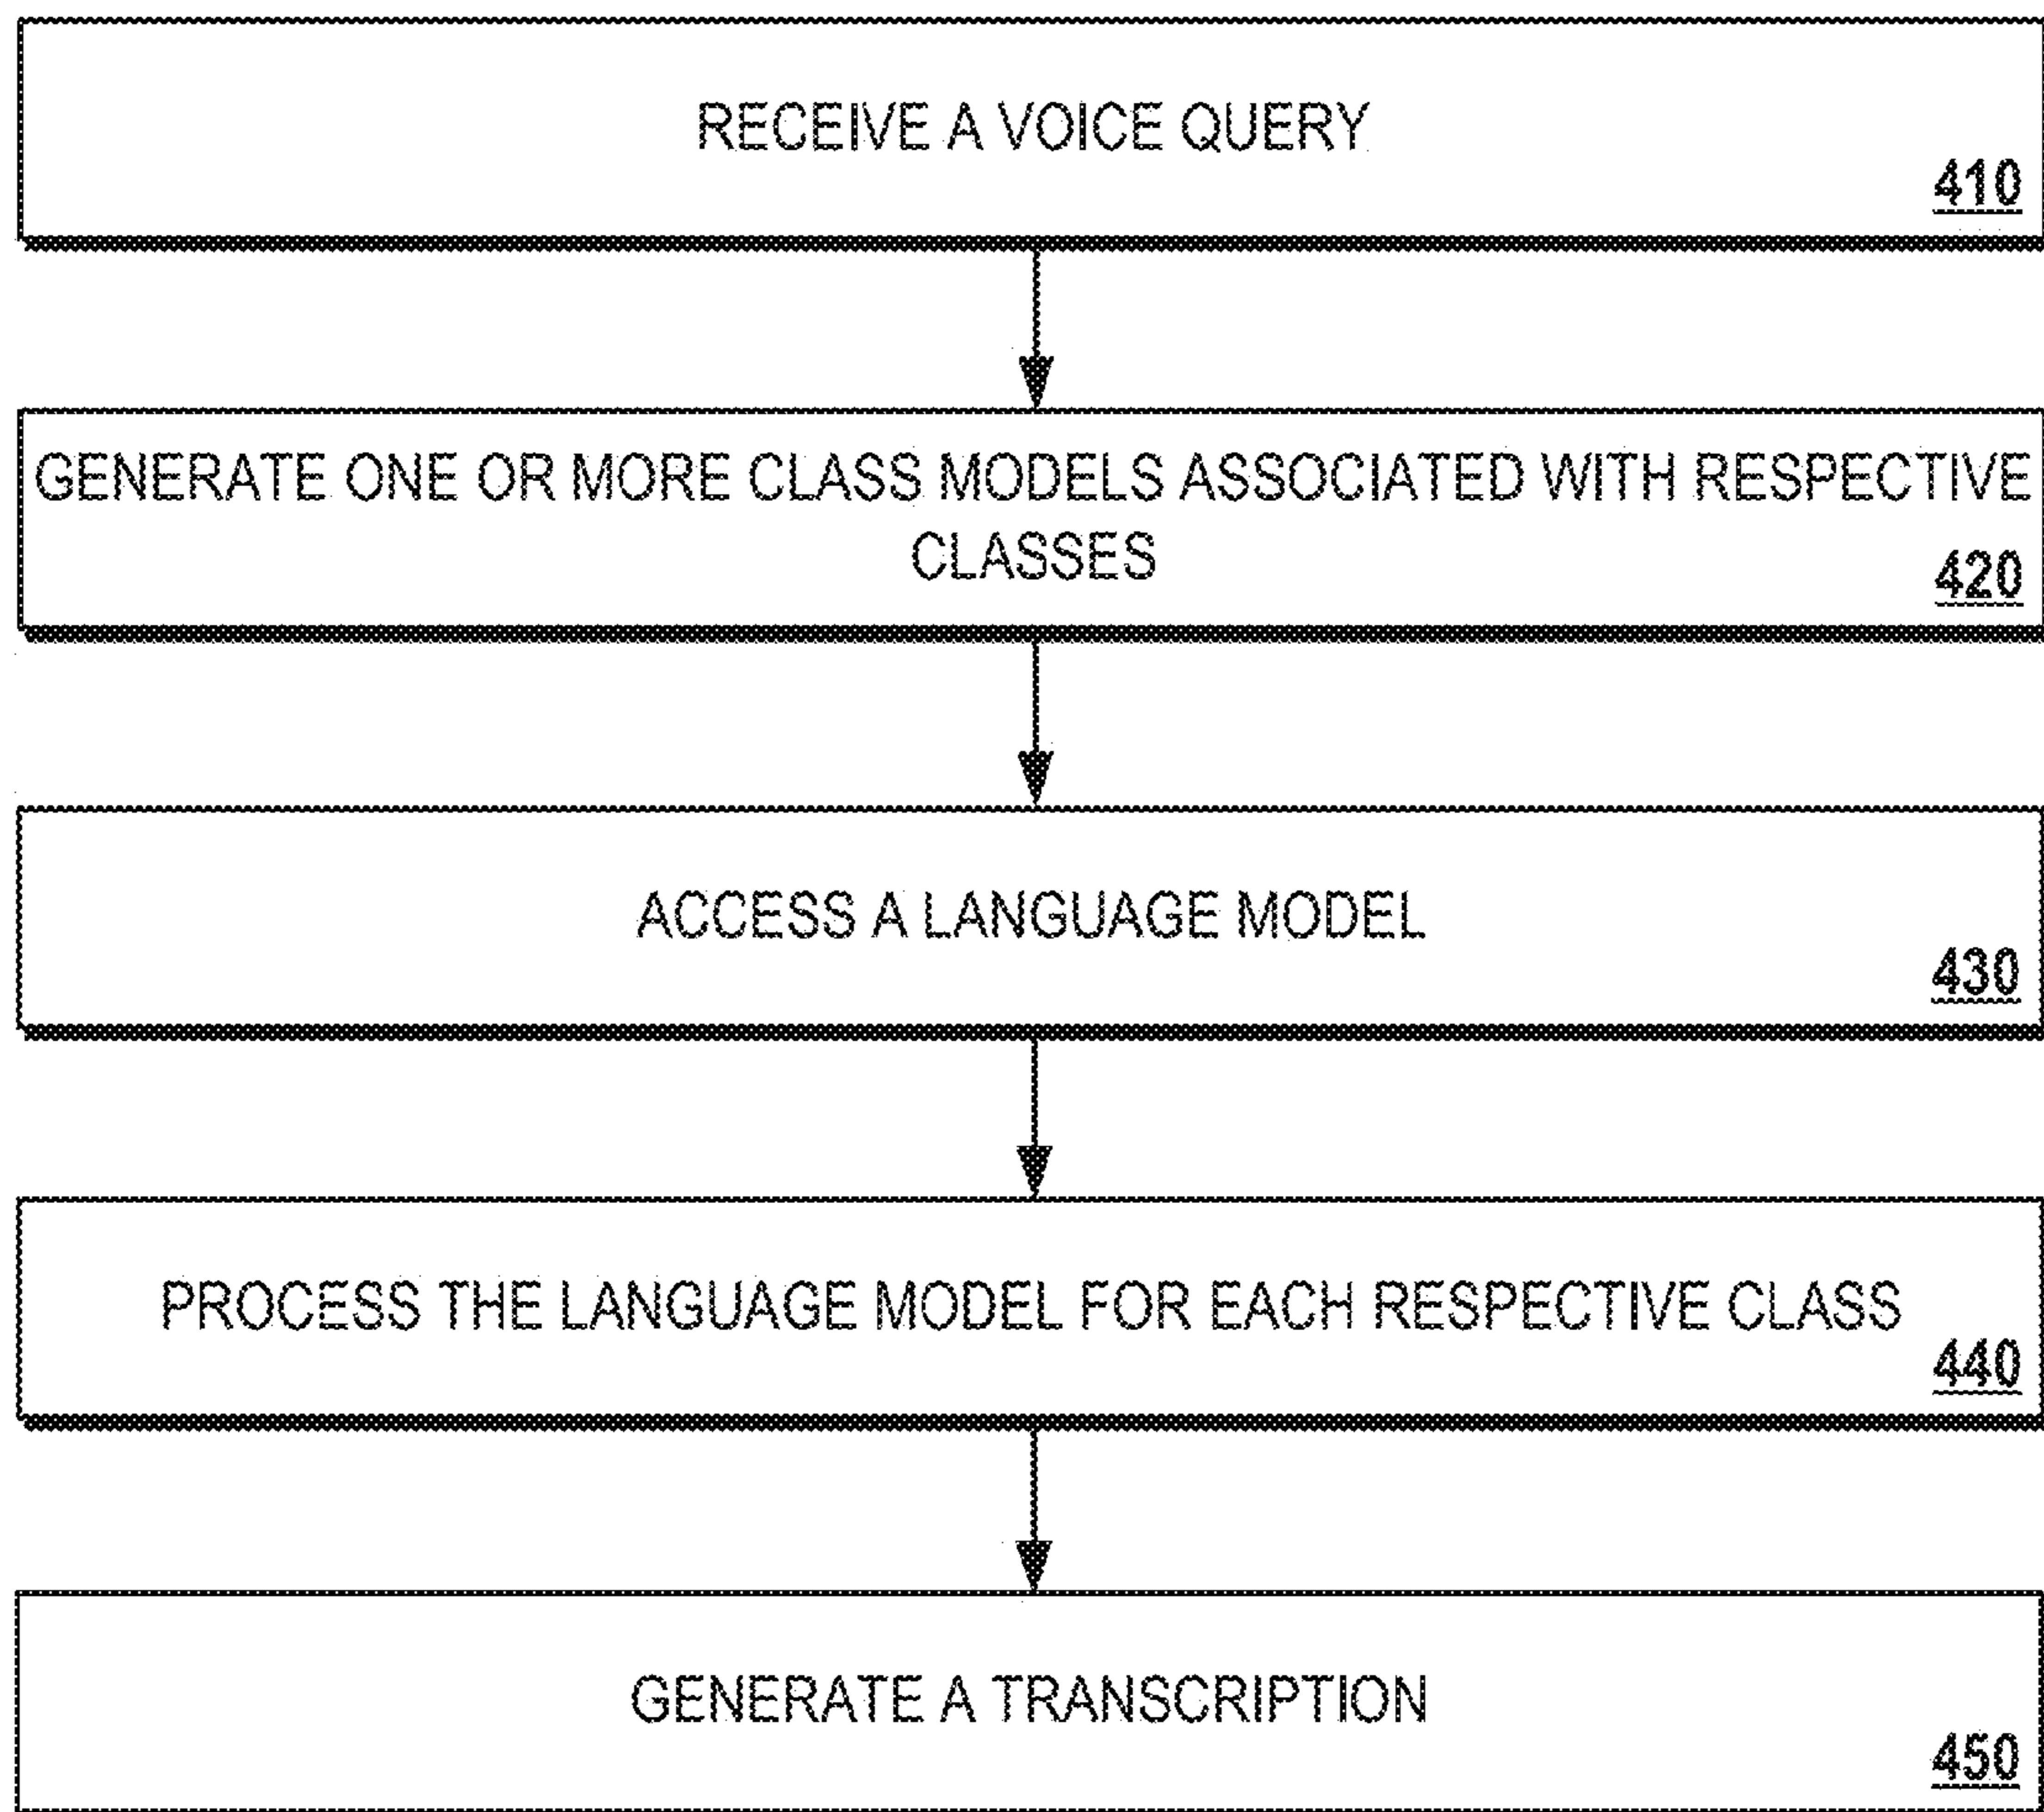 RECEIVE A VOICE QUERY
410
GENERATE ONE OR MORE CLASS MODELS ASSOCIATED WITH RESPECTIVE
CLASSES
420
ACCESS A LANGUAGE MODEL
430
PROCESS THE LANGUAGE MODEL FOR EACH RESPECTIVE CLASS
440
GENERATE A TRANSCRIPTION
450